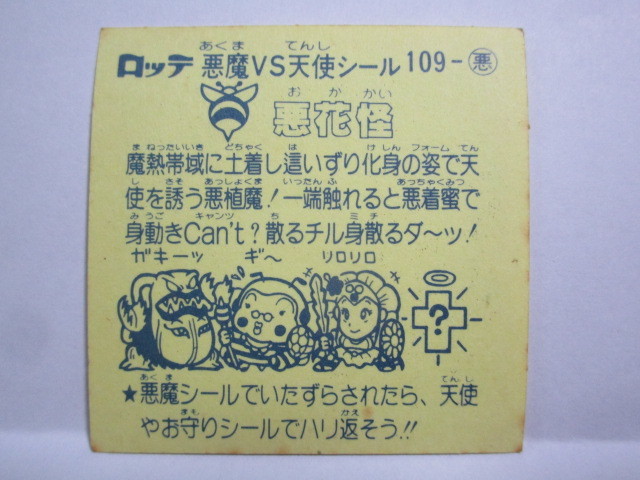 あくま てんし
ロッテ 悪魔VS天使シール 109-悪
おかかい
悪花怪
まねったいいき どちゃく は けしん フォーム てん
魔熱帯域に土着し這いずり化身の姿で天
し さそ あっしょくま いったん ふ あっちゃくみつ
使を誘う悪植魔!一端触れると悪着蜜で
みうご キャンツ ち ミチ
身動きCan't?散るチル身散るダ〜ッ!
ガキーッ ギ〜 リロリロ
?
あくま てんし
★悪魔シールでいたずらされたら、天使
まも かえ
やお守りシールでハリ返そう!!